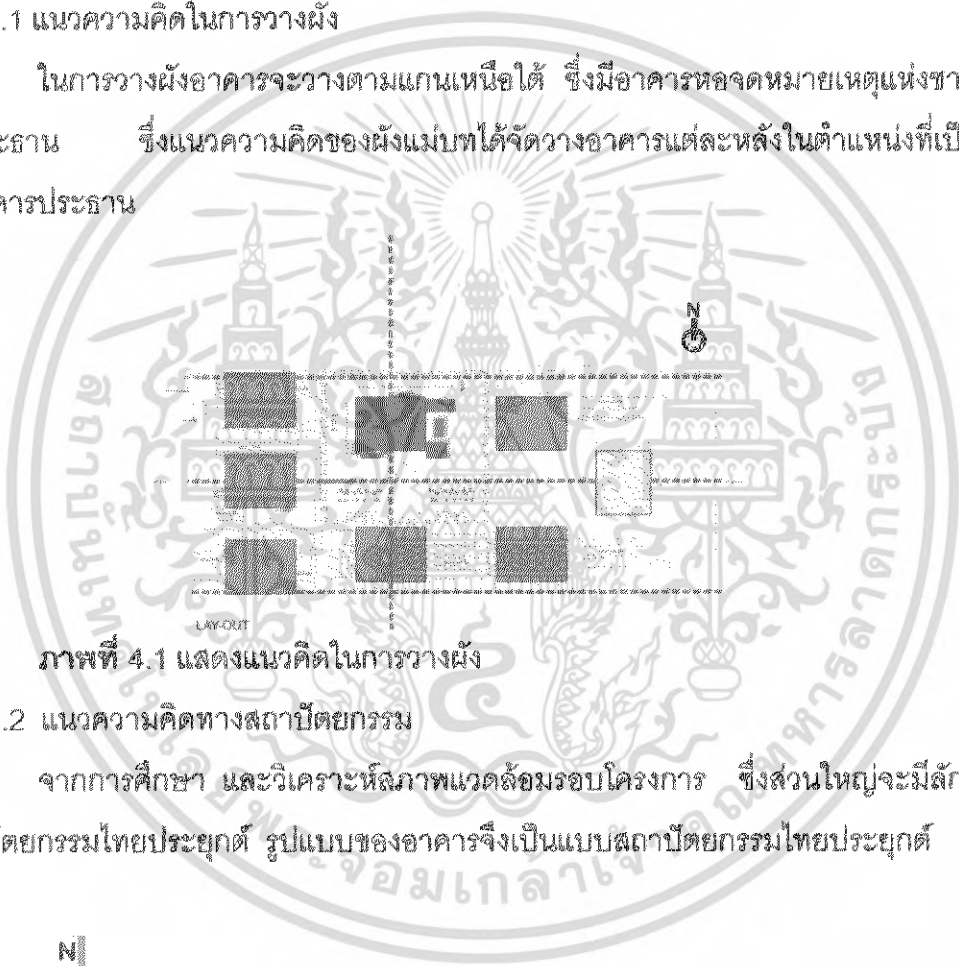 .1 แนวความคิดในการวางผัง
ในการวางผังอาคารจะวางตามแกนเหนือใต้ ซึ่งมีอาคารหอจดหมายเหตุแห่งชา
ะธาน ซึ่งแนวความคิดของผังแม่บทได้จัดวางอาคารแต่ละหลังในตำแหน่งที่เป็
คารประธาน
N
LAY-OUT
ภาพที่ 4.1 แสดงแนวคิดในการวางผัง
.2 แนวความคิดทางสถาปัตยกรรม
จากการศึกษา และวิเคราะห์สภาพแวดล้อมรอบโครงการ ซึ่งส่วนใหญ่จะมีลัก
ปัตยกรรมไทยประยุกต์ รูปแบบของอาคารจึงเป็นแบบสถาปัตยกรรมไทยประยุกต์
N